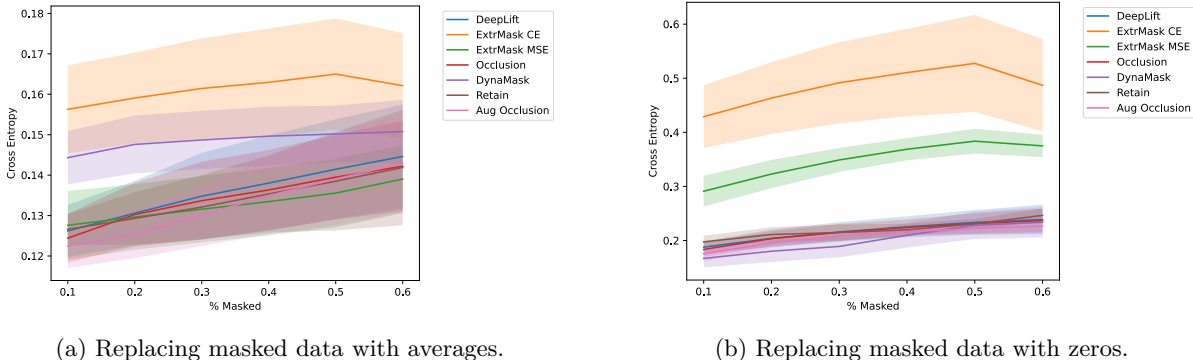 0.18
0.17
0.16
0.15
0.14
0.13
0.12
Cross Entropy
0.1 0.2 0.3 0.4 0.5 0.6
% Masked
DeepLift
ExtrMask CE
ExtrMask MSE
Occlusion
DynaMask
Retain
Aug Occlusion
(a) Replacing masked data with averages.
0.6
0.5
0.4
0.3
0.2
Cross Entropy
0.1 0.2 0.3 0.4 0.5 0.6
% Masked
DeepLift
ExtrMask CE
ExtrMask MSE
Occlusion
DynaMask
Retain
Aug Occlusion
(b) Replacing masked data with zeros.